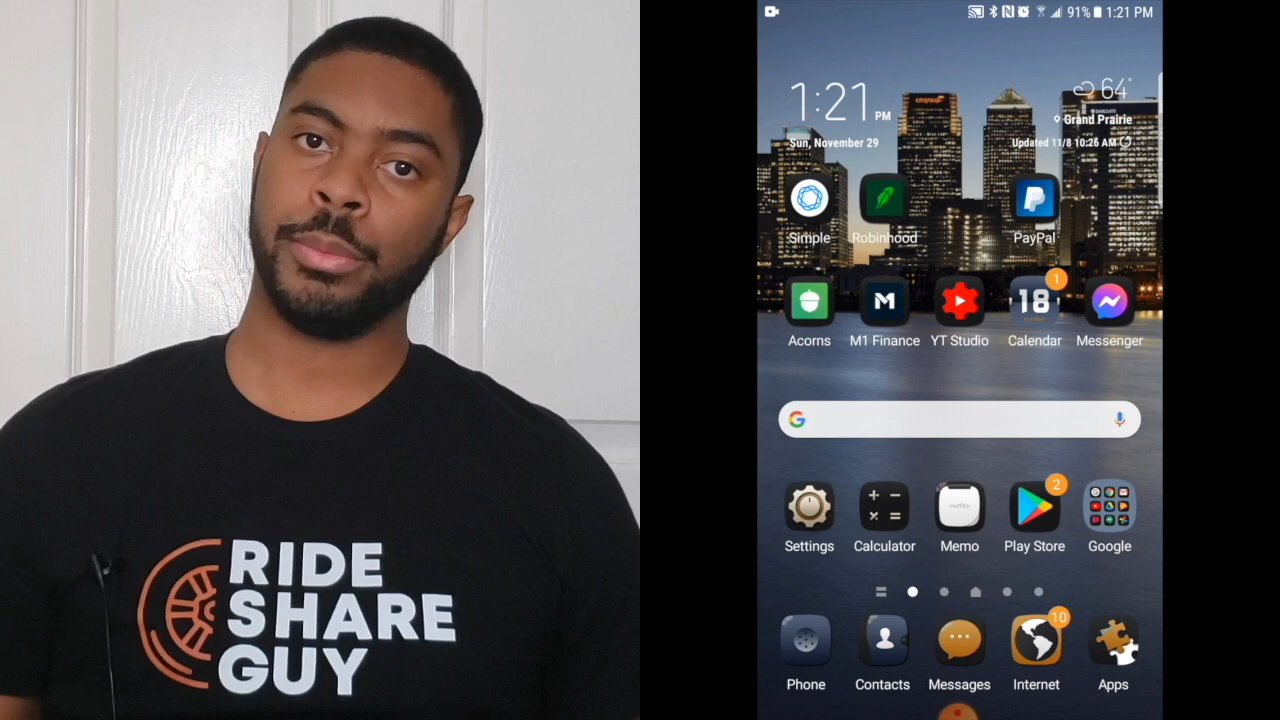 RIDE
SHARE
GUY
91% 1:21 PM
1:21 PM
64°
Grand Prairie
Sun, November 29
Updated 11/8 10:26 AM
citigroup
BARCLAYS
Simple
Robinhood
PayPal
1
18
Acorns
M1 Finance
YT Studio
Calendar
Messenger
2
Settings
Calculator
Memo
Play Store
Google
10
Phone
Contacts
Messages
Internet
Apps